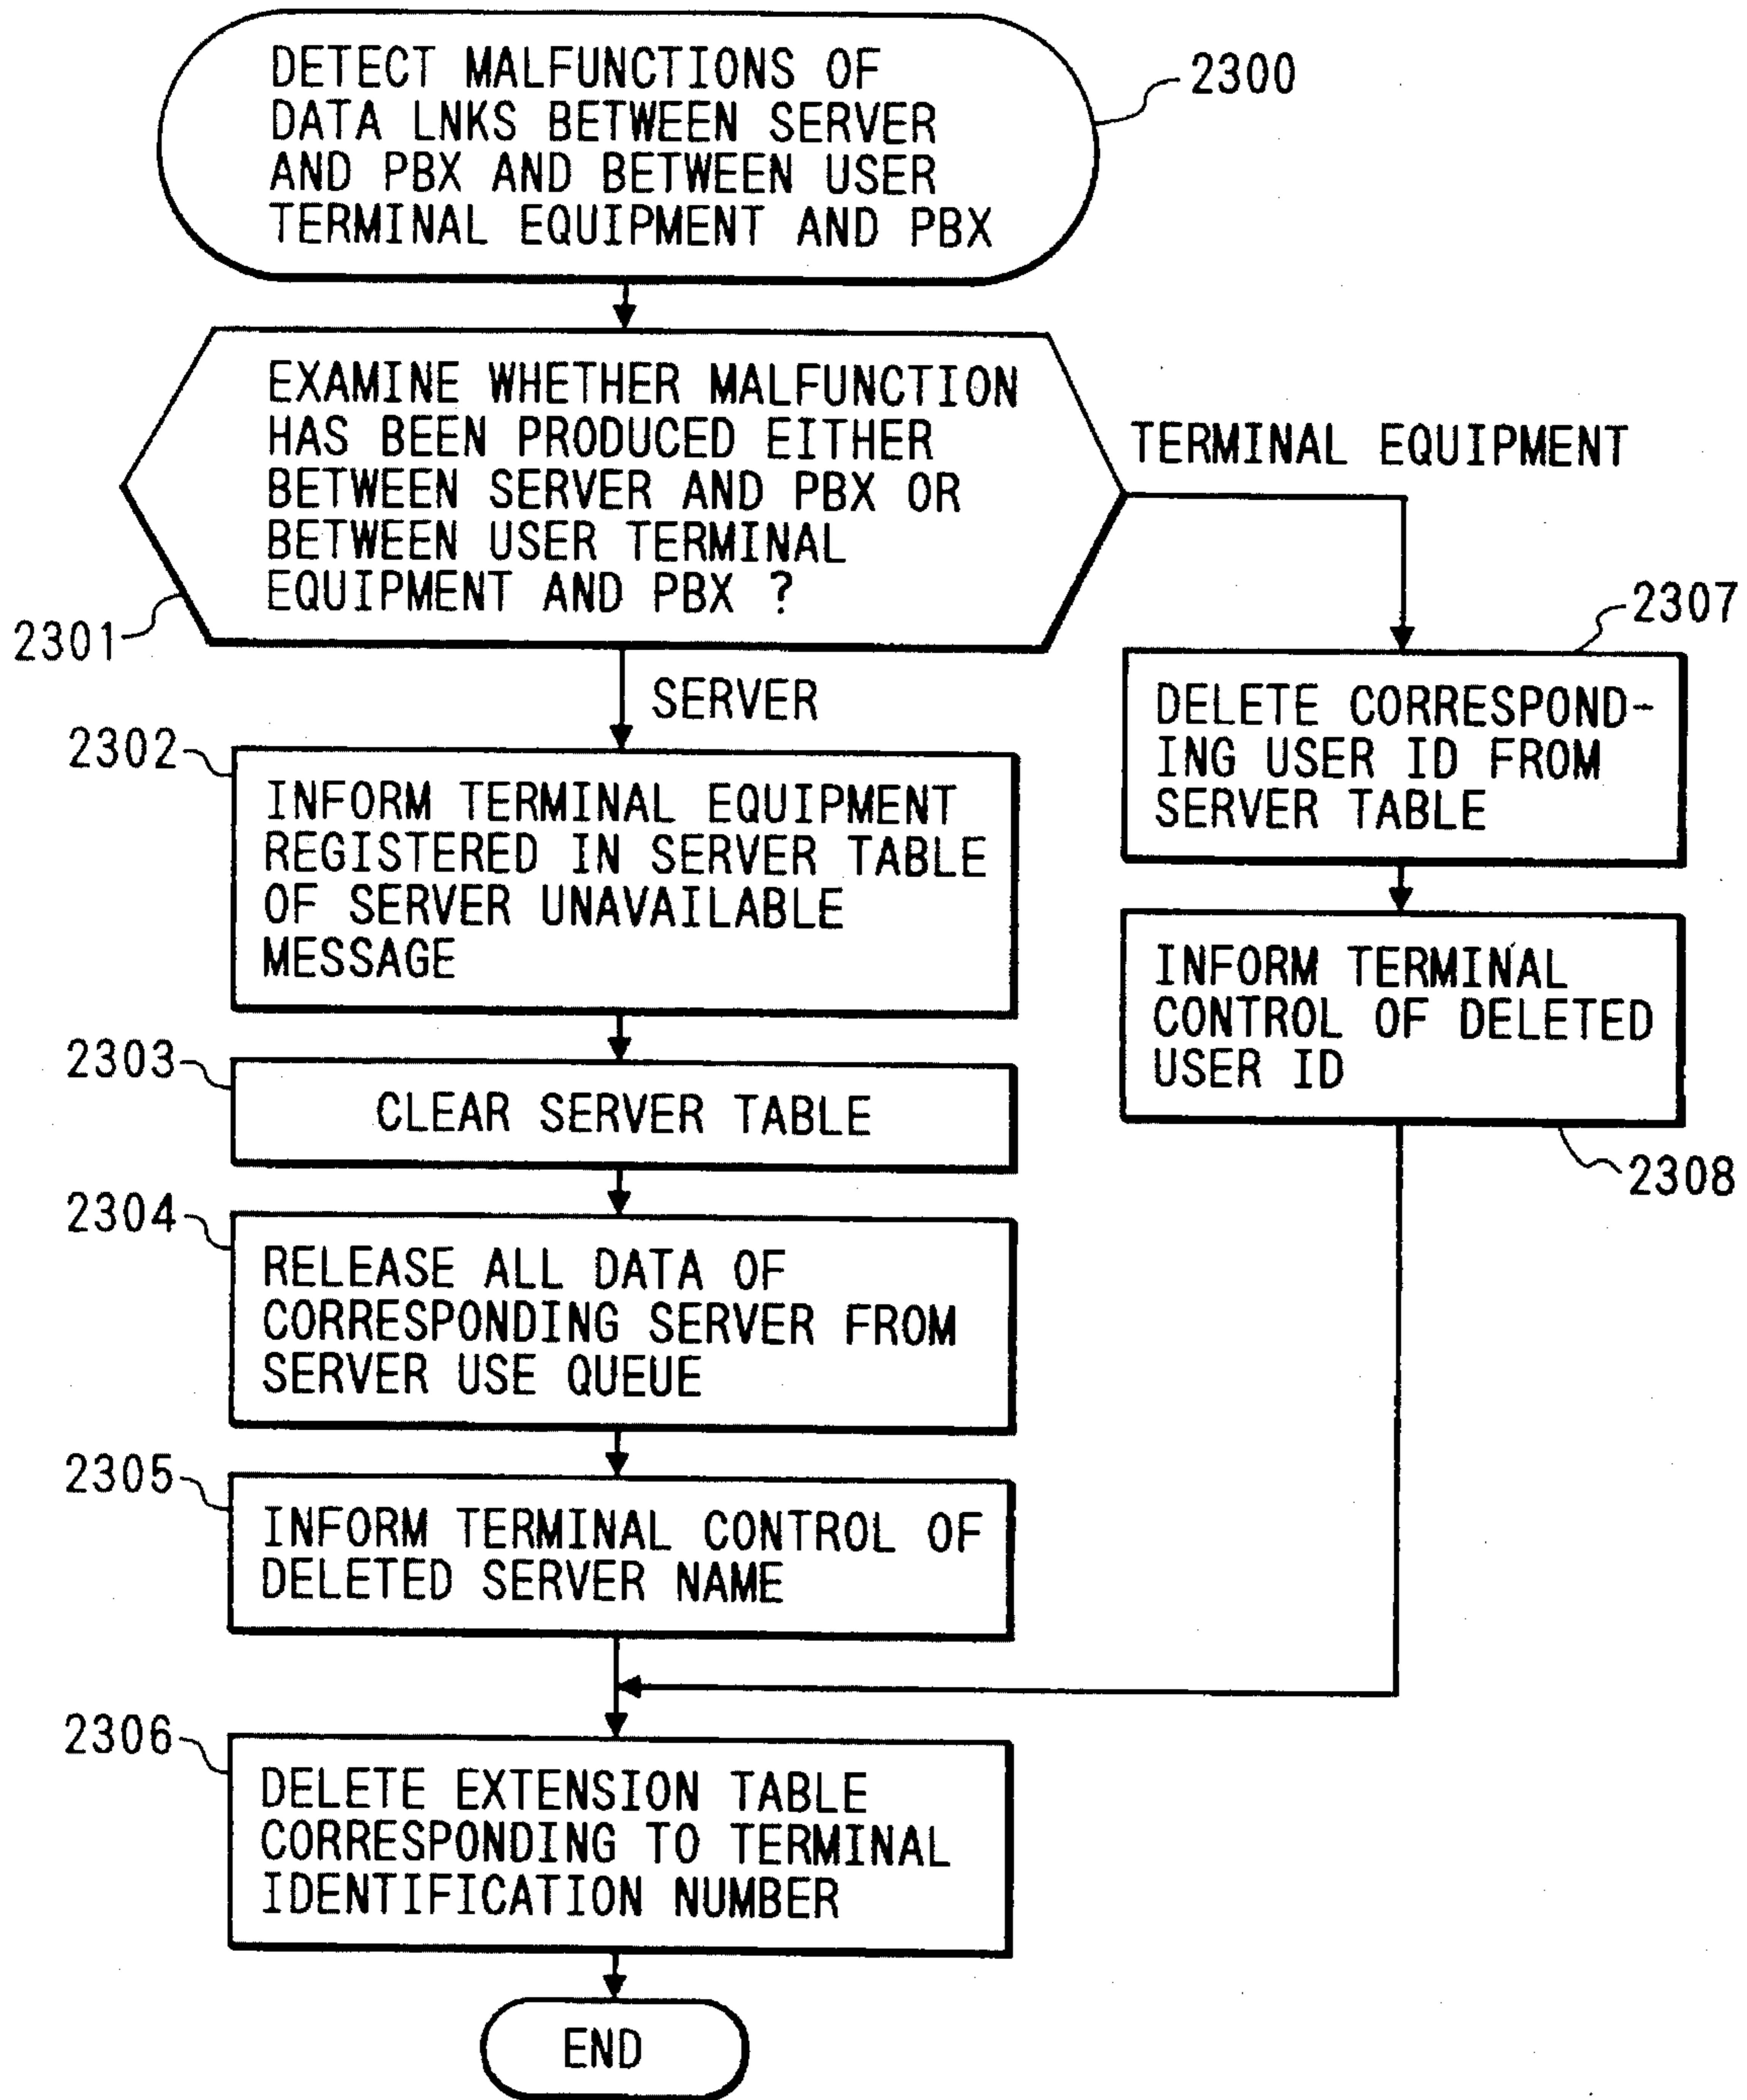 DETECT MALFUNCTIONS OF
DATA LNKS BETWEEN SERVER
AND PBX AND BETWEEN USER
TERMINAL EQUIPMENT AND PBX
2300
EXAMINE WHETHER MALFUNCTION
HAS BEEN PRODUCED EITHER
BETWEEN SERVER AND PBX OR
BETWEEN USER TERMINAL
EQUIPMENT AND PBX ?
2301
TERMINAL EQUIPMENT
SERVER
2302
INFORM TERMINAL EQUIPMENT
REGISTERED IN SERVER TABLE
OF SERVER UNAVAILABLE
MESSAGE
2303
CLEAR SERVER TABLE
2304
RELEASE ALL DATA OF
CORRESPONDING SERVER FROM
SERVER USE QUEUE
2305
INFORM TERMINAL CONTROL OF
DELETED SERVER NAME
2307
DELETE CORRESPOND-
ING USER ID FROM
SERVER TABLE
INFORM TERMINAL
CONTROL OF DELETED
USER ID
2308
2306
DELETE EXTENSION TABLE
CORRESPONDING TO TERMINAL
IDENTIFICATION NUMBER
END